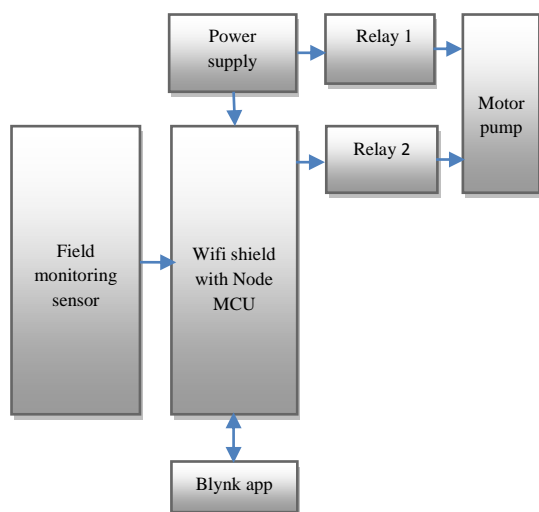 Power
supply
Relay 1
Motor
pump
Relay 2
Field
monitoring
sensor
Wifi shield
with Node
MCU
Blynk app